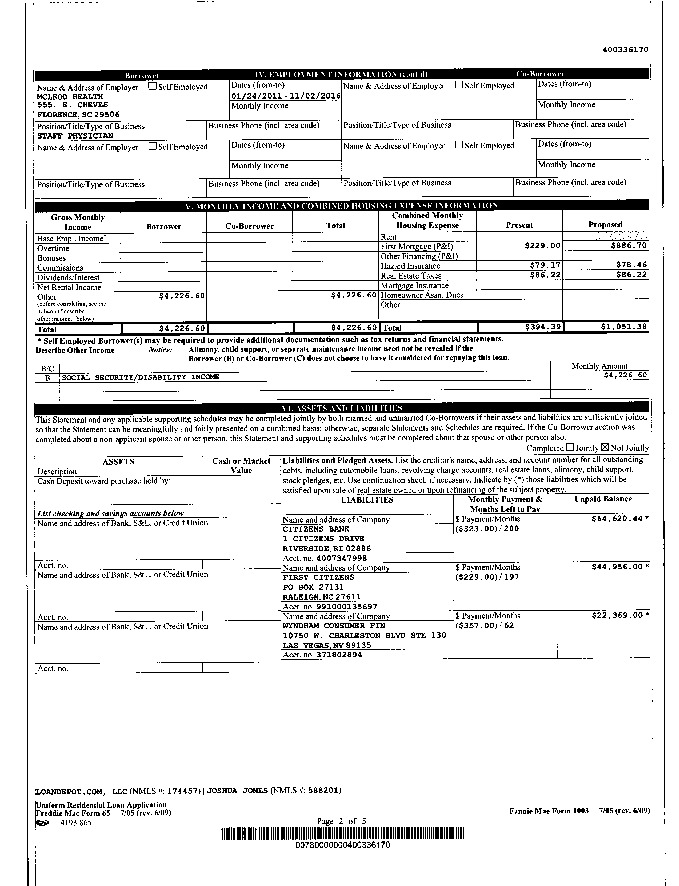 400336170
Borrower IV. EMPLOYMENT INFORMATION (cont'd) Co-Borrower
Name & Address of Employer Self Employed Dates (from-to) Name & Address of Employer Self Employed Dates (from-to)
MCLEOD HEALTH 01/24/2011 - 11/02/2016
555. E. CHEVES Monthly Income Monthly Income
FLORENCE, SC 29506
Position/Title/Type of Business Business Phone (incl. area code) Position/Title/Type of Business Business Phone (incl. area code)
STAFF PHYSICIAN
Name & Address of Employer Self Employed Dates (from-to) Name & Address of Employer Self Employed Dates (from-to)
Monthly Income Monthly Income
Position/Title/Type of Business Business Phone (incl. area code) Position/Title/Type of Business Business Phone (incl. area code)
V. MONTHLY INCOME AND COMBINED HOUSING EXPENSE INFORMATION
Gross Monthly Income Borrower Co-Borrower Total Combined Monthly Housing Expense Present Proposed
Base Emp. Income* Rent
Overtime First Mortgage (P&I) $229.00 $886.70
Bonuses Other Financing (P&I)
Commissions Hazard Insurance $79.17 $78.46
Dividends/Interest Real Estate Taxes $86.22 $86.22
Net Rental Income Mortgage Insurance
Other $4,226.60 $4,226.60 Homeowner Assn. Dues
(before completing, see the Other:
Total $4,226.60 $4,226.60 Total $394.39 $1,051.38
* Self Employed Borrower(s) may be required to provide additional documentation such as tax returns and financial statements.
Describe Other Income Notice: Alimony, child support, or separate maintenance income need not be revealed if the
Borrower (B) or Co-Borrower (C) does not choose to have it considered for repaying this loan.
B/C Monthly Amount
B SOCIAL SECURITY/DISABILITY INCOME $4,226.60
VI. ASSETS AND LIABILITIES
This Statement and any applicable supporting schedules may be completed jointly by both married and unmarried Co-Borrowers if their assets and liabilities are sufficiently joined
so that the Statement can be meaningfully and fairly presented on a combined basis; otherwise, separate Statements and Schedules are required. If the Co-Borrower section was
completed about a non-applicant spouse or other person, this Statement and supporting schedules must be completed about that spouse or other person also.
Completed Jointly Not Jointly
ASSETS Cash or Market Value
Description
Cash Deposit toward purchase held by:
Liabilities and Pledged Assets. List the creditor's name, address, and account number for all outstanding
debts, including automobile loans, revolving charge accounts, real estate loans, alimony, child support,
stock pledges, etc. Use continuation sheet, if necessary. Indicate by (*) those liabilities which will be
satisfied upon sale of real estate owned or upon refinancing of the subject property.
LIABILITIES Monthly Payment & Months Left to Pay Unpaid Balance
List checking and savings accounts below
Name and address of Bank, S&L, or Credit Union
Acct. no.
Name and address of Bank, S&L, or Credit Union
Acct. no.
Name and address of Bank, S&L, or Credit Union
Acct. no.
Name and address of Company $ Payment/Months $64,620.44*
CITIZENS BANK ($323.00)/200
1 CITIZENS DRIVE
RIVERSIDE, RI 02886
Acct. no. 4007347998
Name and address of Company $ Payment/Months $44,956.00*
FIRST CITIZENS ($229.00)/197
PO BOX 27131
RALEIGH, NC 27611
Acct. no. 991000135697
Name and address of Company $ Payment/Months $22,369.00*
WYNDHAM CONSUMER FIN ($357.00)/62
10750 W. CHARLESTON BLVD STE 130
LAS VEGAS, NV 89135
Acct. no. 371802894
LOANDEPOT.COM, LLC (NMLS #: 174457) | JOSHUA JONES (NMLS #: 588201)
Uniform Residential Loan Application
Freddie Mac Form 65 7/05 (rev. 6/09) Fannie Mae Form 1003 7/05 (rev. 6/09)
Page 2 of 5
00780000000400336170